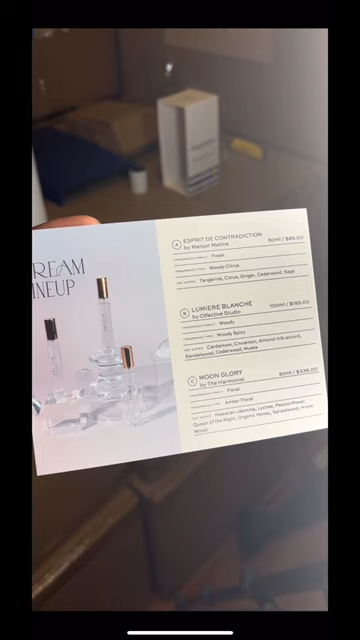 REAM
NEUP
A ESPRIT DE CONTRADICTION 50ml / $85.00
by Maison Matine
FRAGRANCE FAMILY Fresh
FRAGRANCE TYPE Woody Citrus
KEY NOTES Tangerine, Citrus, Ginger, Cedarwood, Sage
B LUMIERE BLANCHE 100ml / $195.00
by Olfactive Studio
FRAGRANCE FAMILY Woody
FRAGRANCE TYPE Woody Spicy
KEY NOTES Cardamom, Cinnamon, Almond milk accord,
Sandalwood, Cedarwood, Musks
C MOON GLORY 50ml / $335.00
by The Harmonist
FRAGRANCE FAMILY Floral
FRAGRANCE TYPE Amber Floral
KEY NOTES Hawaiian Jasmine, Lychee, Passionflower,
Queen of the Night, Organic Honey, Sandalwood, White
Wood